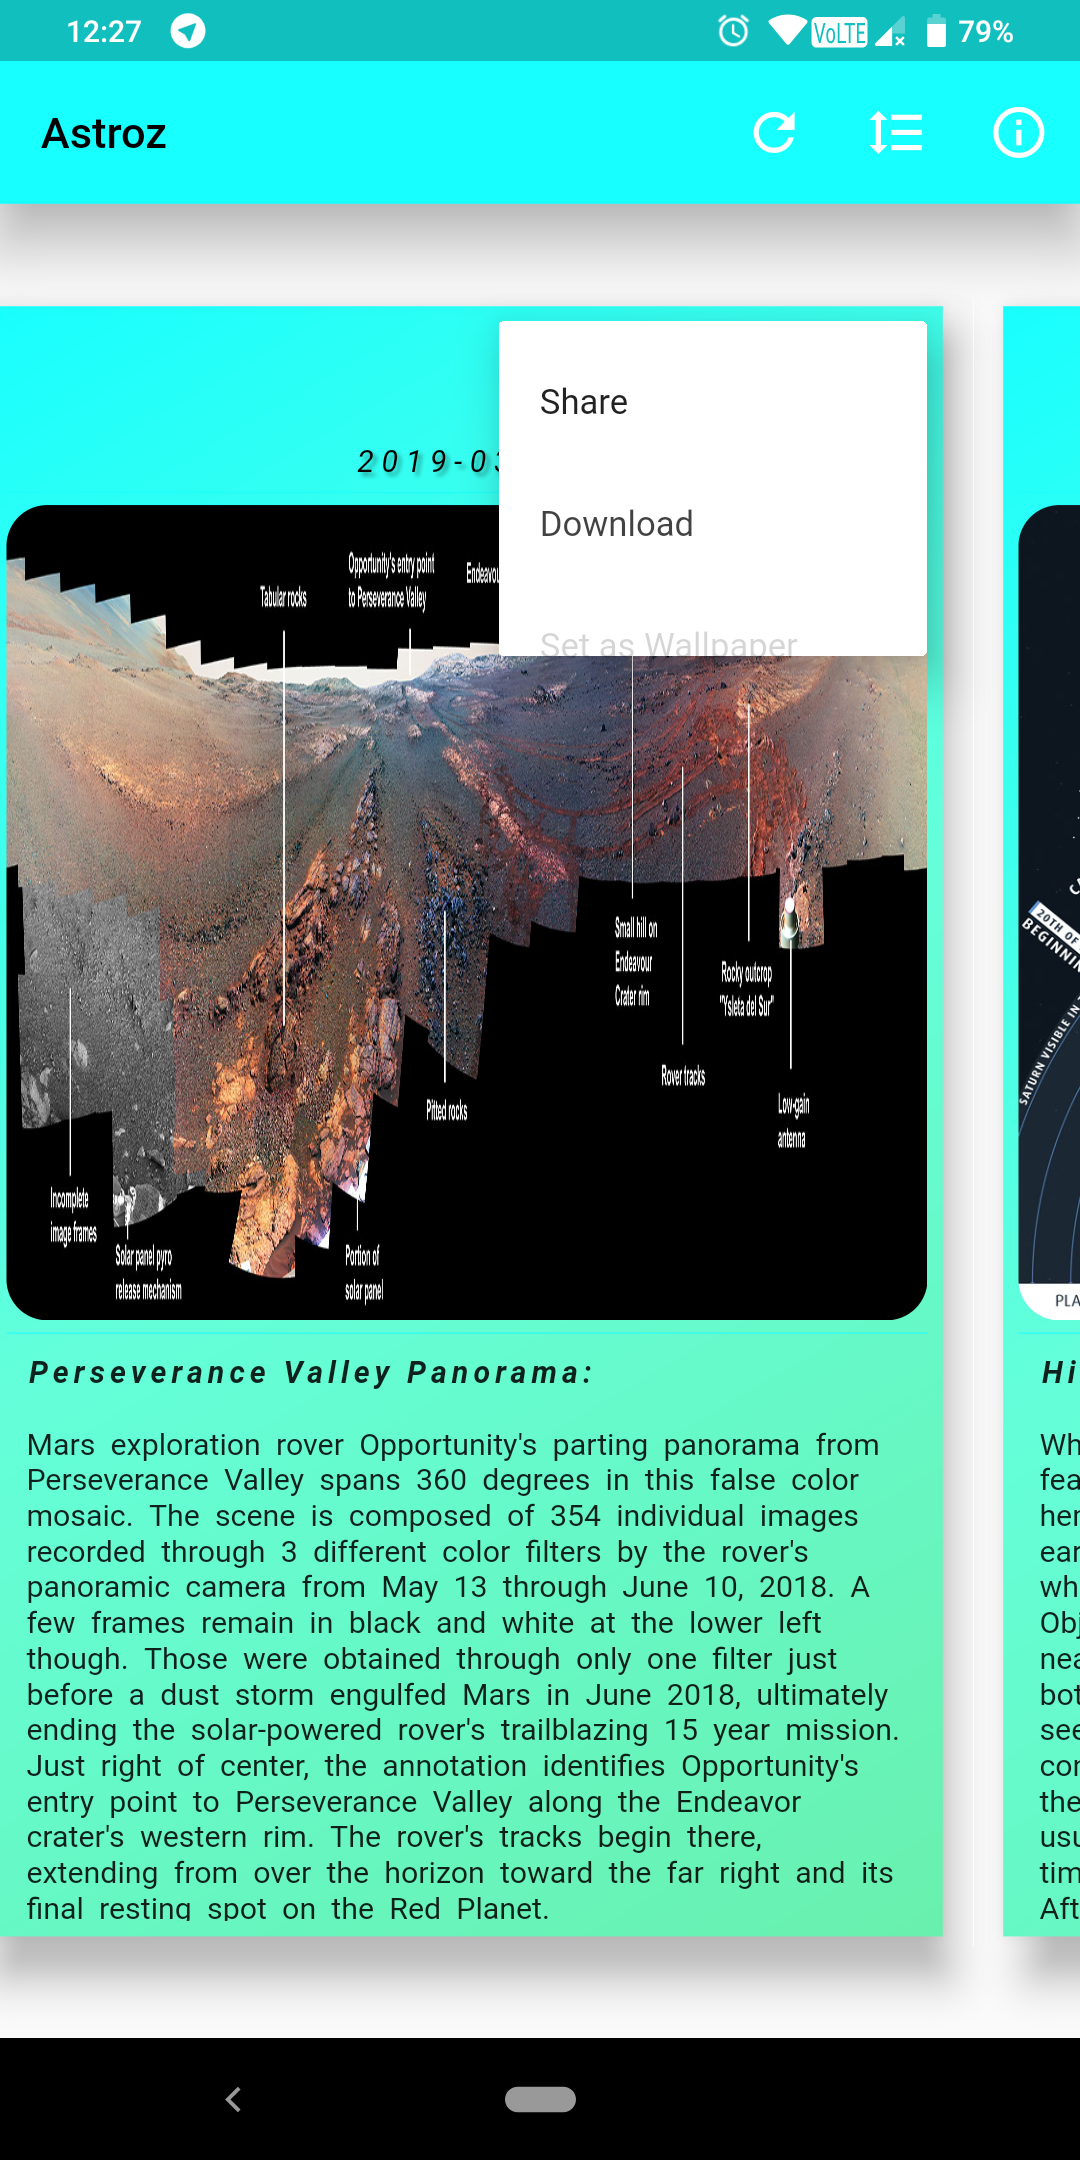 12:27
VoLTE
79%
Astroz
Share
Download
Set as Wallpaper
2019-03
Opportunity's entry point
to Perseverance Valley
Endeavou
Tabular rocks
Small hill on
Endeavour
Crater rim
Rocky outcrop
"Ysleta del Sur"
Rover tracks
Low-gain
antenna
Pitted rocks
Incomplete
image frames
Solar panel pyro
release mechanism
Portion of
solar panel
Perseverance Valley Panorama:
Mars exploration rover Opportunity's parting panorama from
Perseverance Valley spans 360 degrees in this false color
mosaic. The scene is composed of 354 individual images
recorded through 3 different color filters by the rover's
panoramic camera from May 13 through June 10, 2018. A
few frames remain in black and white at the lower left
though. Those were obtained through only one filter just
before a dust storm engulfed Mars in June 2018, ultimately
ending the solar-powered rover's trailblazing 15 year mission.
Just right of center, the annotation identifies Opportunity's
entry point to Perseverance Valley along the Endeavor
crater's western rim. The rover's tracks begin there,
extending from over the horizon toward the far right and its
final resting spot on the Red Planet.
20TH OF
BEGINNIN
SATURN VISIBLE IN
PLA
Hi
Wh
fea
her
ear
wh
Obj
nea
bot
see
cor
the
usu
tim
Aft